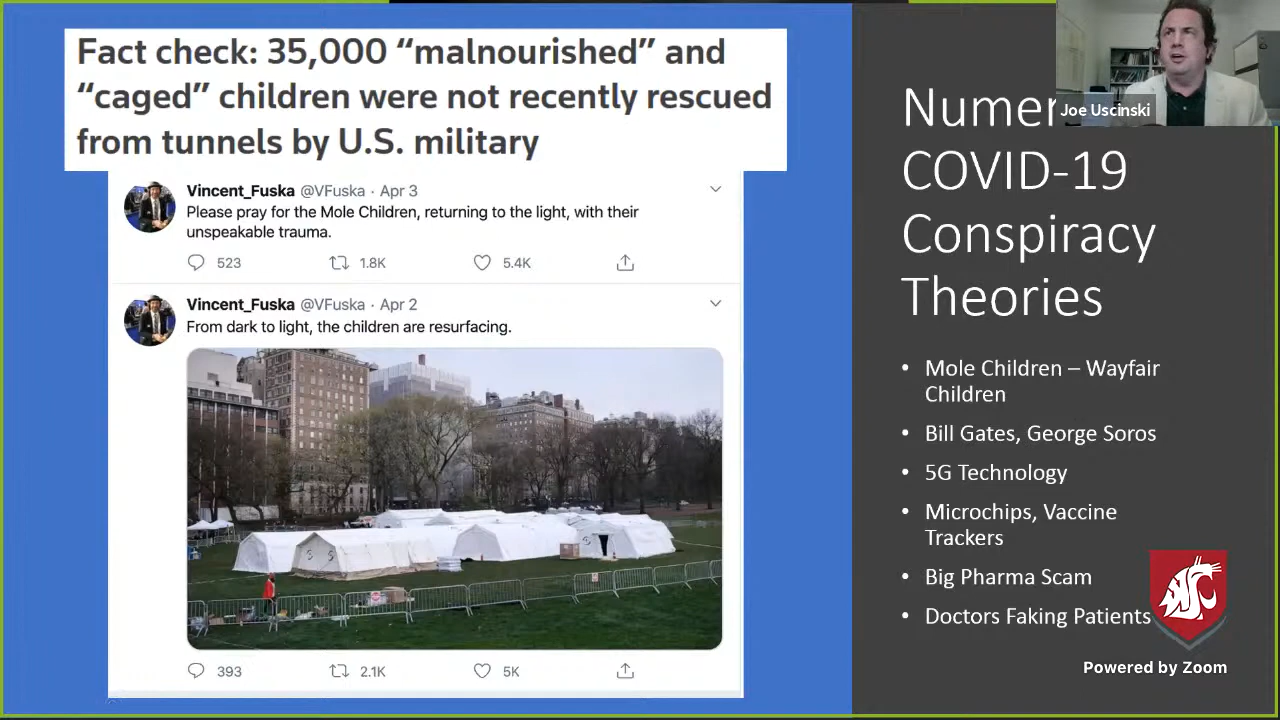 Fact check: 35,000 “malnourished” and
“caged” children were not recently rescued
from tunnels by U.S. military
Vincent_Fuska @VFuska · Apr 3
Please pray for the Mole Children, returning to the light, with their
unspeakable trauma.
523 1.8K 5.4K
Vincent_Fuska @VFuska · Apr 2
From dark to light, the children are resurfacing.
393 2.1K 5K
Joe Uscinski
Numer
COVID-19
Conspiracy
Theories
• Mole Children – Wayfair
Children
• Bill Gates, George Soros
• 5G Technology
• Microchips, Vaccine
Trackers
• Big Pharma Scam
• Doctors Faking Patients
Powered by Zoom